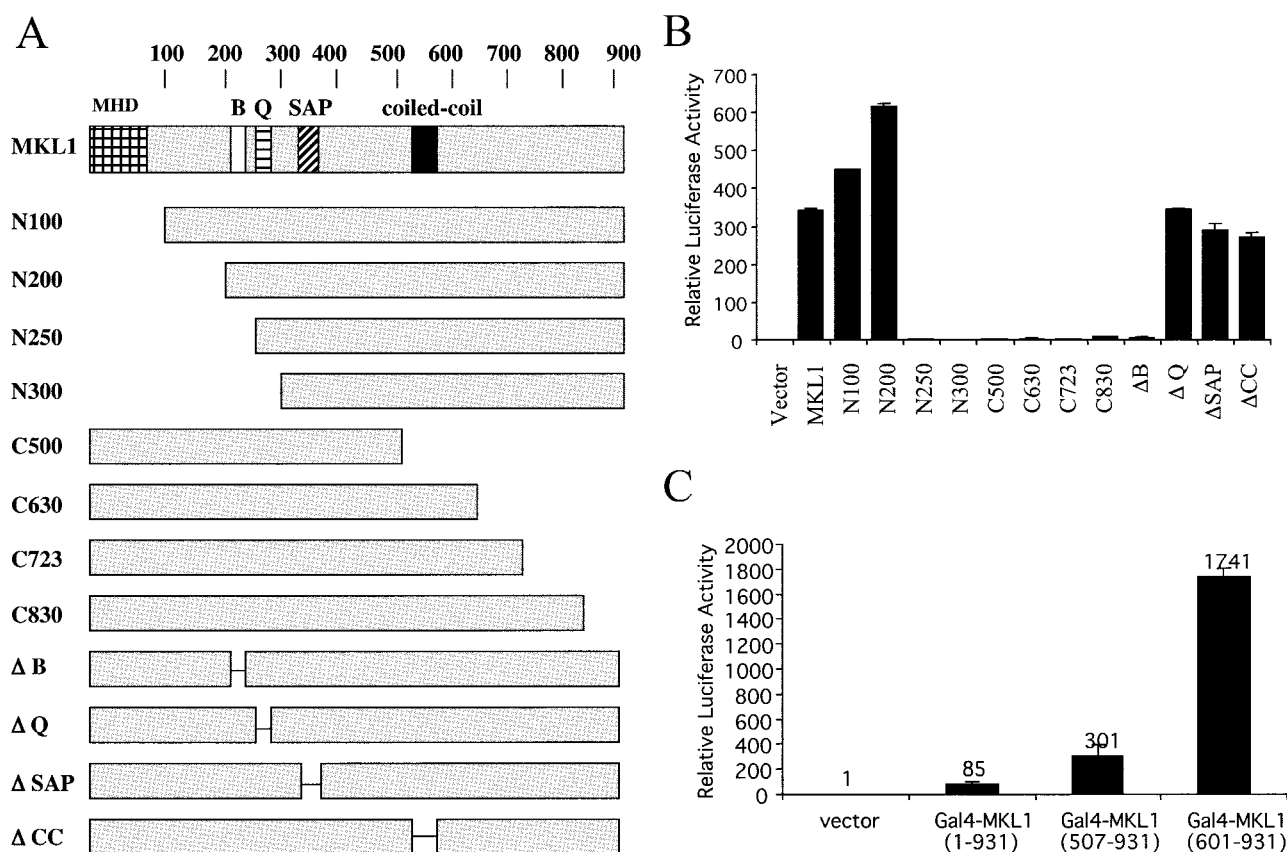 A
100 200 300 400 500 600 700 800 900
MHD B Q SAP coiled-coil
MKL1
N100
N200
N250
N300
C500
C630
C723
C830
Δ B
Δ Q
Δ SAP
Δ CC
B
Relative Luciferase Activity
700
600
500
400
300
200
100
0
Vector MKL1 N100 N200 N250 N300 C500 C630 C723 C830 ΔB Δ Q ΔSAP ΔCC
C
Relative Luciferase Activity
2000
1800
1600
1400
1200
1000
800
600
400
200
0
1 85 301 1741
vector Gal4-MKL1 Gal4-MKL1 Gal4-MKL1
(1-931) (507-931) (601-931)